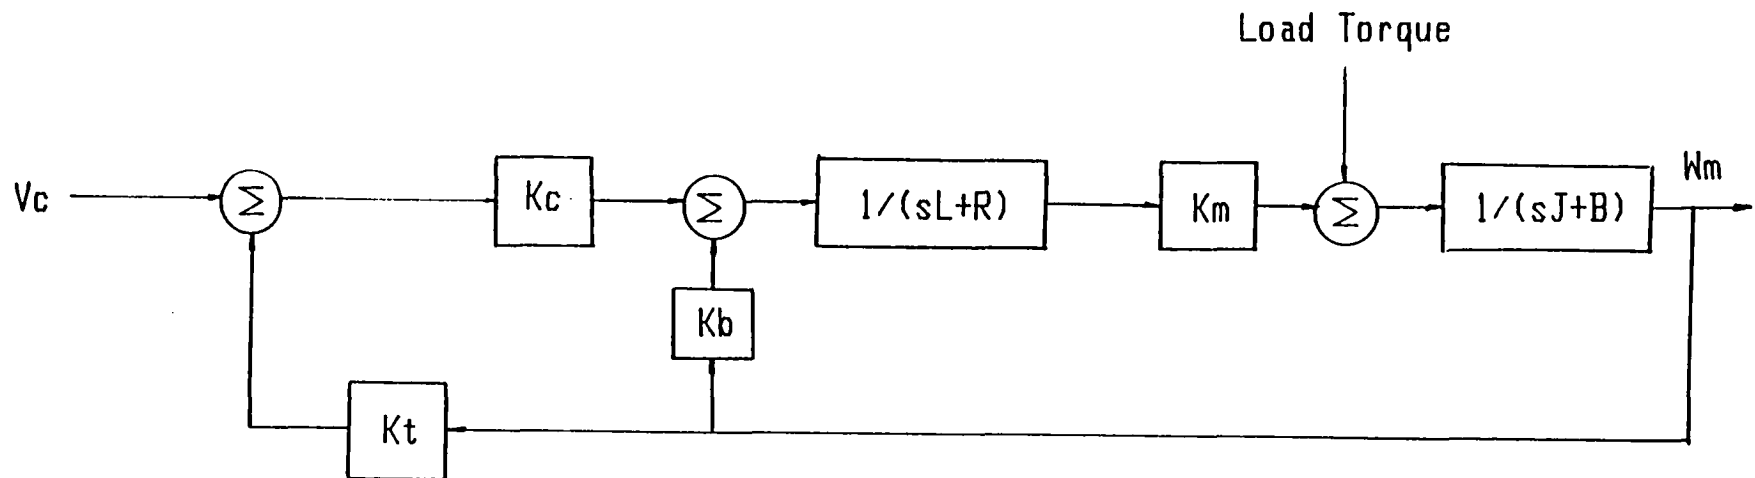 Load Torque
Vc
Σ
Kc
Σ
1/(sL+R)
Km
Σ
1/(sJ+B)
Wm
Kb
Kt